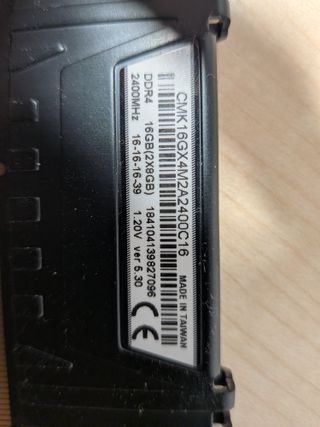 CMK16GX4M2A2400C16 MADE IN TAIWAN
DDR4 16GB(2X8GB) 184104139827096
2400MHz 16-16-16-39 1.20V ver 5.30
CE